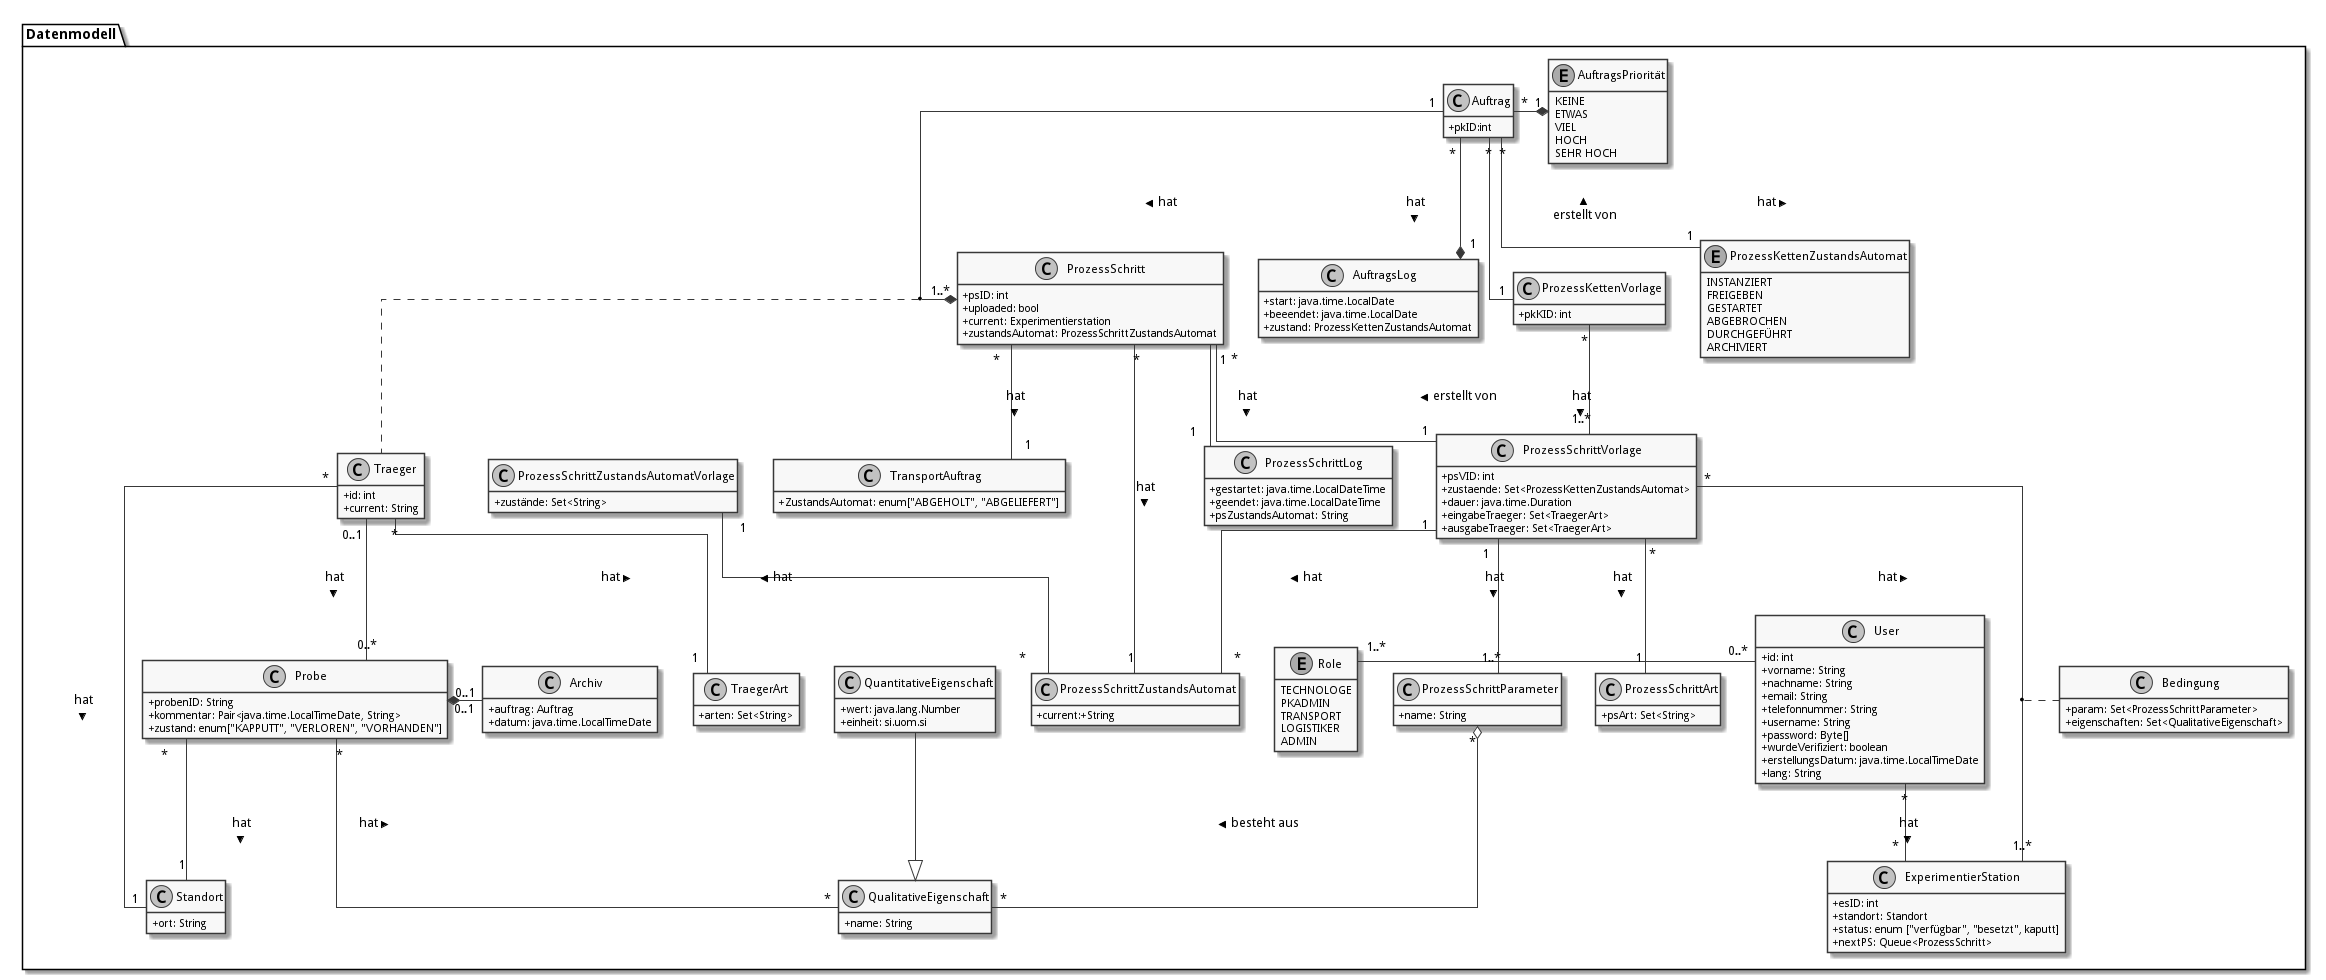 Datenmodell
E AuftragsPriorität
KEINE
ETWAS
VIEL
HOCH
SEHR HOCH
C Auftrag
+pkID:int
1
* 1
* * *
◄ hat
hat
▼
▲
erstellt von
hat ►
1..*
1
1
1
C ProzessSchritt
+psID: int
+uploaded: bool
+current: Experimentierstation
+zustandsAutomat: ProzessSchrittZustandsAutomat
C AuftragsLog
+start: java.time.LocalDate
+beeendet: java.time.LocalDate
+zustand: ProzessKettenZustandsAutomat
C ProzessKettenVorlage
+pkKID: int
E ProzessKettenZustandsAutomat
INSTANZIERT
FREIGEBEN
GESTARTET
ABGEBROCHEN
DURCHGEFÜHRT
ARCHIVIERT
* * 1 * *
hat
▼
hat
▼
◄ erstellt von
hat
▼
1 1 1 1..*
C Traeger
+id: int
+current: String
*
C ProzessSchrittZustandsAutomatVorlage
+zustände: Set<String>
C TransportAuftrag
+ZustandsAutomat: enum["ABGEHOLT", "ABGELIEFERT"]
hat
▼
C ProzessSchrittLog
+gestartet: java.time.LocalDateTime
+geendet: java.time.LocalDateTime
+psZustandsAutomat: String
C ProzessSchrittVorlage
+psVID: int
+zustaende: Set<ProzessKettenZustandsAutomat>
+dauer: java.time.Duration
+eingabeTraeger: Set<TraegerArt>
+ausgabeTraeger: Set<TraegerArt>
*
0..1 * 1 1 1 *
hat
▼
hat ►
◄ hat
◄ hat
hat
▼
hat
▼
hat ►
0..* 1 * 1 * 1..* 1..* 1 0..*
C Probe
+probenID: String
+kommentar: Pair<java.time.LocalTimeDate, String>
+zustand: enum["KAPPUTT", "VERLOREN", "VORHANDEN"]
0..1
0..1
C Archiv
+auftrag: Auftrag
+datum: java.time.LocalTimeDate
C TraegerArt
+arten: Set<String>
C QuantitativeEigenschaft
+wert: java.lang.Number
+einheit: si.uom.si
C ProzessSchrittZustandsAutomat
+current:+String
E Role
TECHNOLOGE
PKADMIN
TRANSPORT
LOGISTIKER
ADMIN
C ProzessSchrittParameter
+name: String
C ProzessSchrittArt
+psArt: Set<String>
C User
+id: int
+vorname: String
+nachname: String
+email: String
+telefonnummer: String
+username: String
+password: Byte[]
+wurdeVerifiziert: boolean
+erstellungsDatum: java.time.LocalTimeDate
+lang: String
C Bedingung
+param: Set<ProzessSchrittParameter>
+eigenschaften: Set<QualitativeEigenschaft>
hat
▼
* * * *
hat
▼
hat ►
◄ besteht aus
hat
▼
1 1 * * * 1..*
C Standort
+ort: String
C QualitativeEigenschaft
+name: String
C ExperimentierStation
+esID: int
+standort: Standort
+status: enum ["verfügbar", "besetzt", kaputt]
+nextPS: Queue<ProzessSchritt>